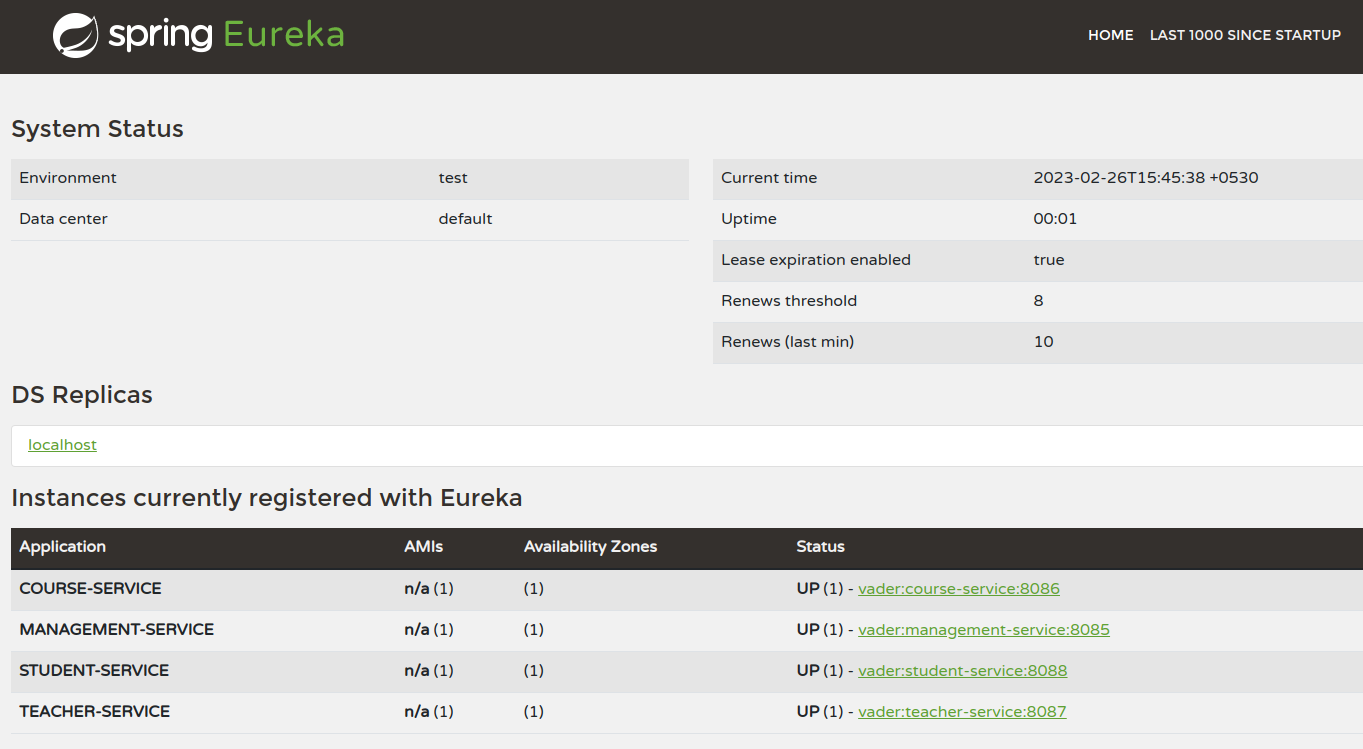 spring Eureka HOME LAST 1000 SINCE STARTUP
System Status
Environment test
Data center default
Current time 2023-02-26T15:45:38 +0530
Uptime 00:01
Lease expiration enabled true
Renews threshold 8
Renews (last min) 10
DS Replicas
localhost
Instances currently registered with Eureka
Application AMIs Availability Zones Status
COURSE-SERVICE n/a (1) (1) UP (1) - vader:course-service:8086
MANAGEMENT-SERVICE n/a (1) (1) UP (1) - vader:management-service:8085
STUDENT-SERVICE n/a (1) (1) UP (1) - vader:student-service:8088
TEACHER-SERVICE n/a (1) (1) UP (1) - vader:teacher-service:8087